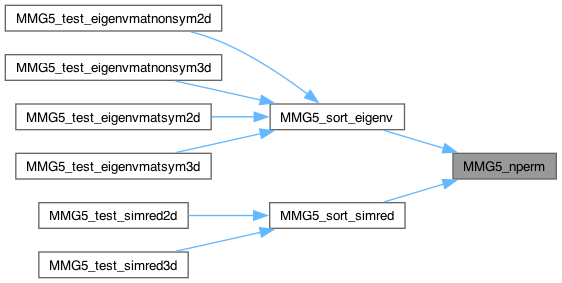 MMG5_test_eigenvmatnonsym2d
MMG5_test_eigenvmatnonsym3d
MMG5_test_eigenvmatsym2d
MMG5_test_eigenvmatsym3d
MMG5_test_simred2d
MMG5_test_simred3d
MMG5_sort_eigenv
MMG5_sort_simred
MMG5_nperm